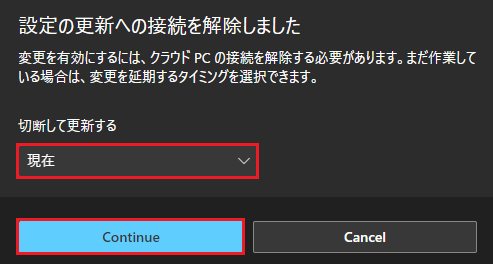 設定の更新への接続を解除しました
変更を有効にするには、クラウド PC の接続を解除する必要があります。まだ作業し
ている場合は、変更を延期するタイミングを選択できます。
切断して更新する
現在
Continue
Cancel